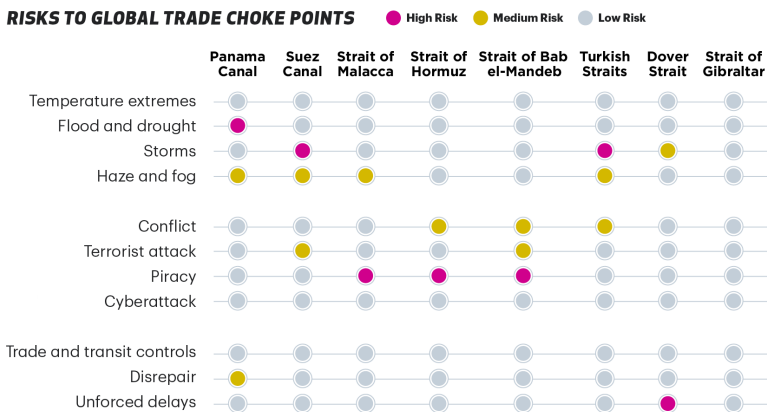 RISKS TO GLOBAL TRADE CHOKE POINTS
High Risk
Medium Risk
Low Risk
Panama
Canal
Suez
Canal
Strait of
Malacca
Strait of
Hormuz
Strait of Bab
el-Mandeb
Turkish
Straits
Dover
Strait
Strait of
Gibraltar
Temperature extremes
Flood and drought
Storms
Haze and fog
Conflict
Terrorist attack
Piracy
Cyberattack
Trade and transit controls
Disrepair
Unforced delays